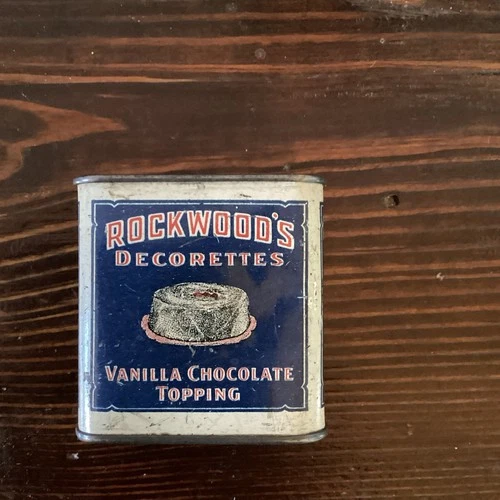 ROCKWOOD'S
DECORETTES
VANILLA CHOCOLATE
TOPPING